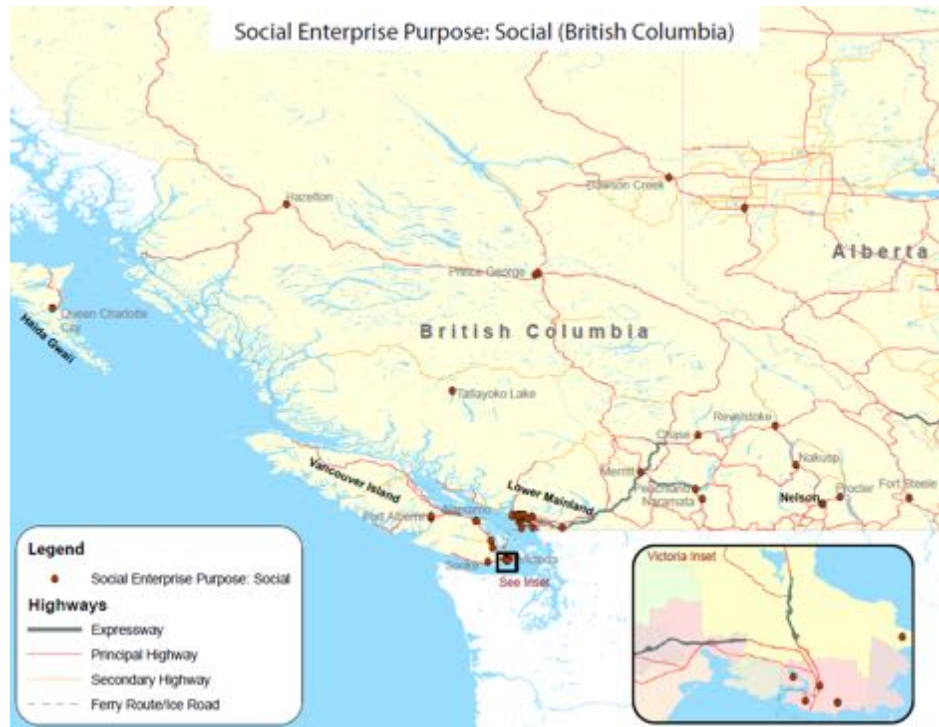 Social Enterprise Purpose: Social (British Columbia)
Hazelton
Dawson Creek
Alberta
Prince George
Queen Charlotte
City
Haida Gwaii
British Columbia
Tatlayoko Lake
Revelstoke
Chase
Merritt
Nakusp
Vancouver Island
Lower Mainland
Peachland
Naramata
Nelson
Procter
Fort Steele
Port Alberni
Nanaimo
Sooke
Victoria
See Inset
Legend
Social Enterprise Purpose: Social
Highways
Expressway
Principal Highway
Secondary Highway
Ferry Route/Ice Road
Victoria Inset